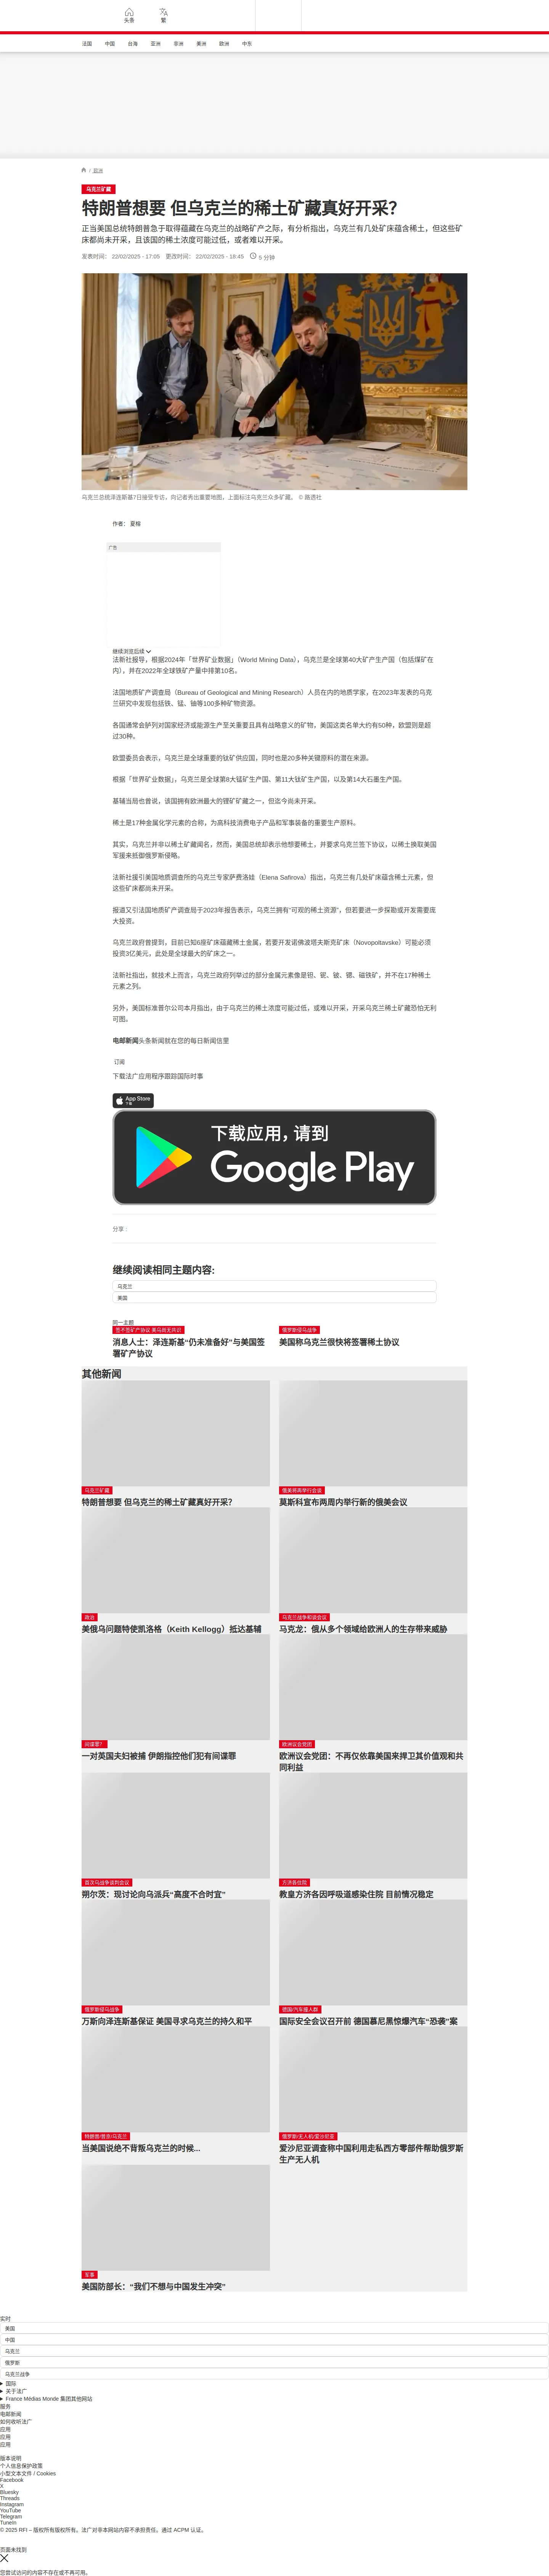 头条
繁
法国 中国 台海 亚洲 非洲 美洲 欧洲 中东
/ 欧洲
乌克兰矿藏
特朗普想要 但乌克兰的稀土矿藏真好开采？
正当美国总统特朗普急于取得蕴藏在乌克兰的战略矿产之际，有分析指出，乌克兰有几处矿床蕴含稀土，但这些矿
床都尚未开采，且该国的稀土浓度可能过低，或者难以开采。
发表时间： 22/02/2025 - 17:05 更改时间： 22/02/2025 - 18:45 5 分钟
乌克兰总统泽连斯基7日接受专访，向记者秀出重要地图，上面标注乌克兰众多矿藏。 © 路透社
作者： 夏榕
广告
继续浏览后续
法新社报导，根据2024年「世界矿业数据」（World Mining Data），乌克兰是全球第40大矿产生产国（包括煤矿在
内），并在2022年全球铁矿产量中排第10名。
法国地质矿产调查局（Bureau of Geological and Mining Research）人员在内的地质学家，在2023年发表的乌克
兰研究中发现包括铁、锰、铀等100多种矿物资源。
各国通常会胪列对国家经济或能源生产至关重要且具有战略意义的矿物，美国这类名单大约有50种，欧盟则是超
过30种。
欧盟委员会表示，乌克兰是全球重要的钛矿供应国，同时也是20多种关键原料的潜在来源。
根据「世界矿业数据」，乌克兰是全球第8大锰矿生产国、第11大钛矿生产国，以及第14大石墨生产国。
基辅当局也曾说，该国拥有欧洲最大的锂矿矿藏之一，但迄今尚未开采。
稀土是17种金属化学元素的合称，为高科技消费电子产品和军事装备的重要生产原料。
其实，乌克兰并非以稀土矿藏闻名，然而，美国总统却表示他想要稀土，并要求乌克兰签下协议，以稀土换取美国
军援来抵御俄罗斯侵略。
法新社援引美国地质调查所的乌克兰专家萨费洛娃（Elena Safirova）指出，乌克兰有几处矿床蕴含稀土元素，但
这些矿床都尚未开采。
报道又引法国地质矿产调查局于2023年报告表示，乌克兰拥有“可观的稀土资源”，但若要进一步探勘或开发需要庞
大投资。
乌克兰政府曾提到，目前已知6座矿床蕴藏稀土金属，若要开发诺佛波塔夫斯克矿床（Novopoltavske）可能必须
投资3亿美元，此处是全球最大的矿床之一。
法新社指出，就技术上而言，乌克兰政府列举过的部分金属元素像是钽、铌、铍、锶、磁铁矿，并不在17种稀土
元素之列。
另外，美国标准普尔公司本月指出，由于乌克兰的稀土浓度可能过低，或难以开采，开采乌克兰稀土矿藏恐怕无利
可图。
电邮新闻头条新闻就在您的每日新闻信里
订阅
下载法广应用程序跟踪国际时事
App Store
下载
下载应用，请到
Google Play
分享 :
继续阅读相同主题内容:
乌克兰
美国
同一主题
暂不签矿产协议 美乌尚无共识
消息人士：泽连斯基“仍未准备好”与美国签
署矿产协议
俄罗斯侵乌战争
美国称乌克兰很快将签署稀土协议
其他新闻
乌克兰矿藏
特朗普想要 但乌克兰的稀土矿藏真好开采？
俄美将再举行会谈
莫斯科宣布两周内举行新的俄美会议
政治
美俄乌问题特使凯洛格（Keith Kellogg）抵达基辅
乌克兰战争和谈会议
马克龙：俄从多个领域给欧洲人的生存带来威胁
间谍罪？
一对英国夫妇被捕 伊朗指控他们犯有间谍罪
欧洲议会党团
欧洲议会党团：不再仅依靠美国来捍卫其价值观和共
同利益
首次乌战争谈判会议
朔尔茨：现讨论向乌派兵“高度不合时宜”
方济各住院
教皇方济各因呼吸道感染住院 目前情况稳定
俄罗斯侵乌战争
万斯向泽连斯基保证 美国寻求乌克兰的持久和平
德国/汽车撞人群
国际安全会议召开前 德国慕尼黑惊爆汽车“恐袭”案
特朗普/普京/乌克兰
当美国说绝不背叛乌克兰的时候...
俄罗斯/无人机/爱沙尼亚
爱沙尼亚调查称中国利用走私西方零部件帮助俄罗斯
生产无人机
军事
美国防部长：“我们不想与中国发生冲突”
实时
美国
中国
乌克兰
俄罗斯
乌克兰战争
国际
关于法广
France Médias Monde 集团其他网站
服务
电邮新闻
如何收听法广
应用
应用
应用
版本说明
个人信息保护政策
小型文本文件 / Cookies
Facebook
X
Bluesky
Threads
Instagram
YouTube
Telegram
TuneIn
© 2025 RFI – 版权所有版权所有。法广对非本网站内容不承担责任。通过 ACPM 认证。
页面未找到
您尝试访问的内容不存在或不再可用。